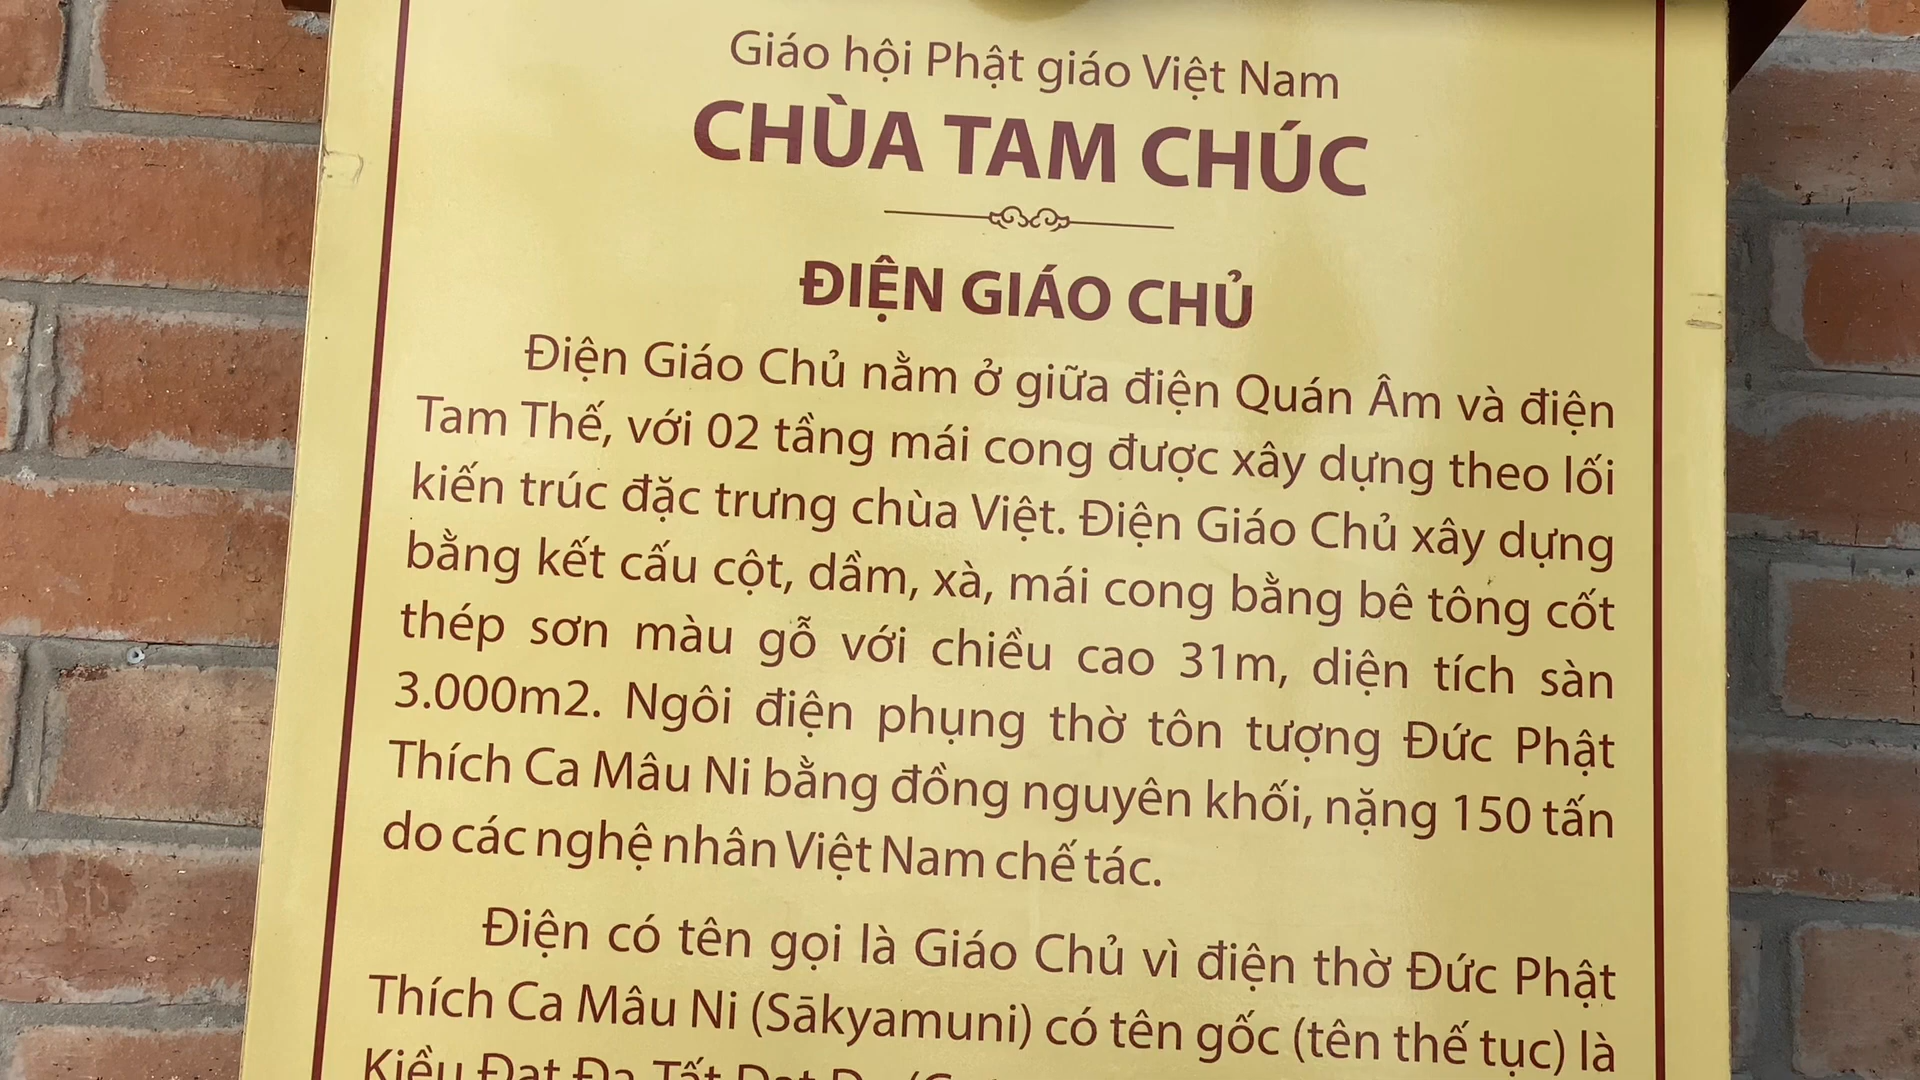 Giáo hội Phật giáo Việt Nam
CHÙA TAM CHÚC
ĐIỆN GIÁO CHỦ
Điện Giáo Chủ nằm ở giữa điện Quán Âm và điện
Tam Thế, với 02 tầng mái cong được xây dựng theo lối
kiến trúc đặc trưng chùa Việt. Điện Giáo Chủ xây dựng
bằng kết cấu cột, dầm, xà, mái cong bằng bê tông cốt
thép sơn màu gỗ với chiều cao 31m, diện tích sàn
3.000m2. Ngôi điện phụng thờ tôn tượng Đức Phật
Thích Ca Mâu Ni bằng đồng nguyên khối, nặng 150 tấn
do các nghệ nhân Việt Nam chế tác.
Điện có tên gọi là Giáo Chủ vì điện thờ Đức Phật
Thích Ca Mâu Ni (Sākyamuni) có tên gốc (tên thế tục) là
Kiều Đạt Đa Tất Đạt Đa